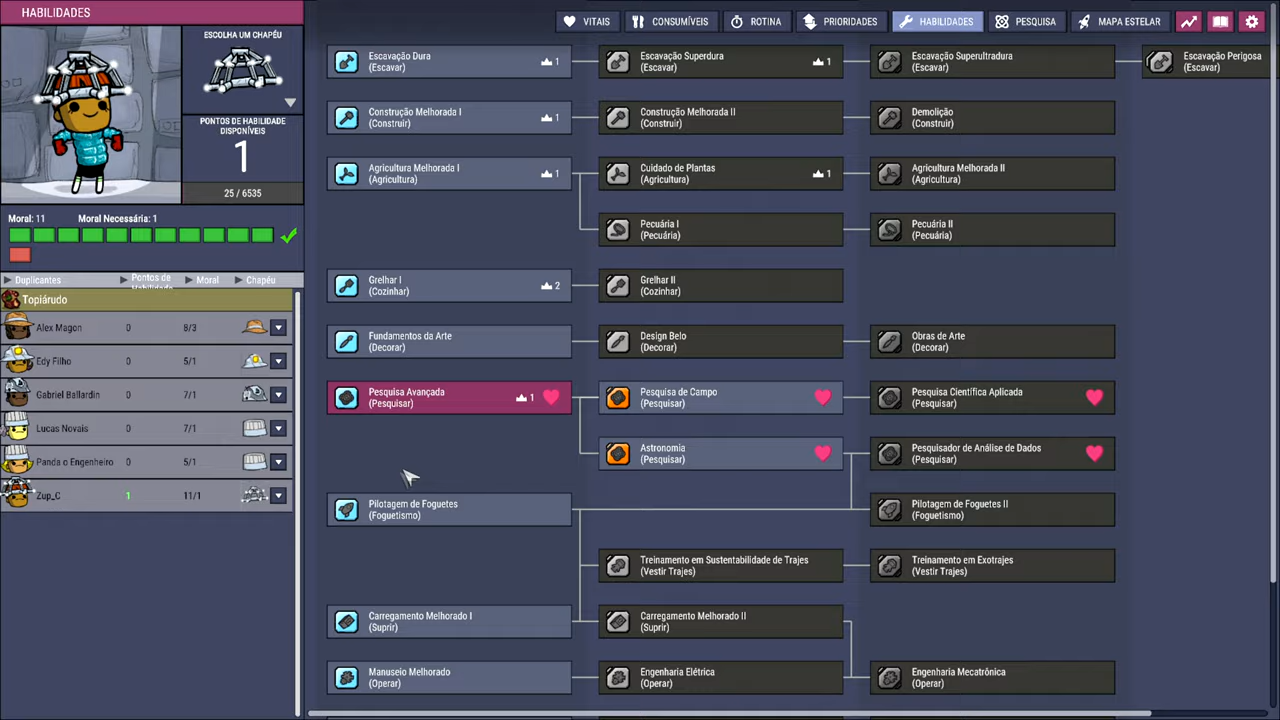 HABILIDADES
VITAIS
CONSUMÍVEIS
ROTINA
PRIORIDADES
HABILIDADES
PESQUISA
MAPA ESTELAR
ESCOLHA UM CHAPÉU
PONTOS DE HABILIDADE DISPONÍVEIS
1
25 / 6535
Moral: 11
Moral Necessária: 1
Duplicantes
Pontos de Habilidade
Moral
Chapéu
Topiárudo
Alex Magon 0 8/3
Edy Filho 0 5/1
Gabriel Ballardin 0 7/1
Lucas Novais 0 7/1
Panda o Engenheiro 0 5/1
Zup_C 1 11/1
Escavação Dura
(Escavar)
1
Escavação Superdura
(Escavar)
1
Escavação Superultradura
(Escavar)
Escavação Perigosa
(Escavar)
Construção Melhorada I
(Construir)
1
Construção Melhorada II
(Construir)
Demolição
(Construir)
Agricultura Melhorada I
(Agricultura)
1
Cuidado de Plantas
(Agricultura)
1
Agricultura Melhorada II
(Agricultura)
Pecuária I
(Pecuária)
Pecuária II
(Pecuária)
Grelhar I
(Cozinhar)
2
Grelhar II
(Cozinhar)
Fundamentos da Arte
(Decorar)
Design Belo
(Decorar)
Obras de Arte
(Decorar)
Pesquisa Avançada
(Pesquisar)
1
Pesquisa de Campo
(Pesquisar)
Pesquisa Científica Aplicada
(Pesquisar)
Astronomia
(Pesquisar)
Pesquisador de Análise de Dados
(Pesquisar)
Pilotagem de Foguetes
(Foguetismo)
Pilotagem de Foguetes II
(Foguetismo)
Treinamento em Sustentabilidade de Trajes
(Vestir Trajes)
Treinamento em Exotrajes
(Vestir Trajes)
Carregamento Melhorado I
(Suprir)
Carregamento Melhorado II
(Suprir)
Manuseio Melhorado
(Operar)
Engenharia Elétrica
(Operar)
Engenharia Mecatrônica
(Operar)